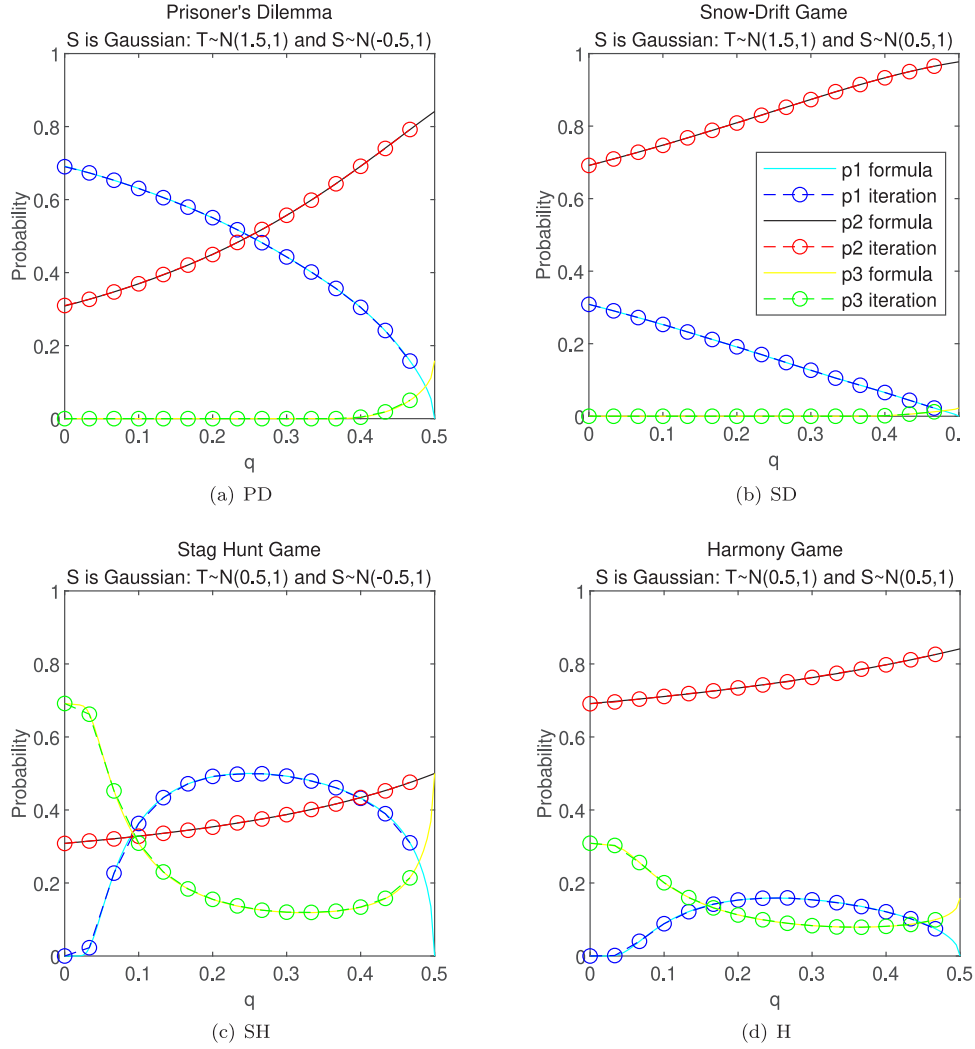 Prisoner's Dilemma
S is Gaussian: T~N(1.5,1) and S~N(-0.5,1)
1
0.8
0.6
0.4
0.2
0
Probability
0 0.1 0.2 0.3 0.4 0.5
q
(a) PD
Snow-Drift Game
S is Gaussian: T~N(1.5,1) and S~N(0.5,1)
1
0.8
0.6
0.4
0.2
0
Probability
p1 formula
p1 iteration
p2 formula
p2 iteration
p3 formula
p3 iteration
0 0.1 0.2 0.3 0.4 0.5
q
(b) SD
Stag Hunt Game
S is Gaussian: T~N(0.5,1) and S~N(-0.5,1)
1
0.8
0.6
0.4
0.2
0
Probability
0 0.1 0.2 0.3 0.4 0.5
q
(c) SH
Harmony Game
S is Gaussian: T~N(0.5,1) and S~N(0.5,1)
1
0.8
0.6
0.4
0.2
0
Probability
0 0.1 0.2 0.3 0.4 0.5
q
(d) H